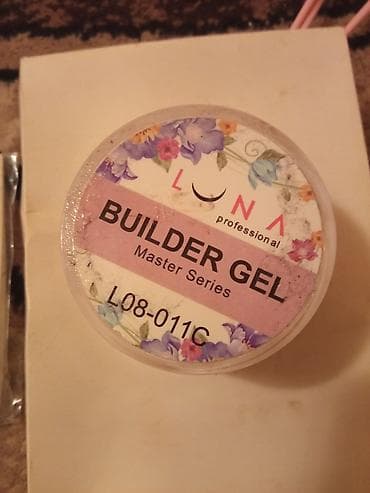 LUNA
professional
BUILDER GEL
Master Series
L08-011C